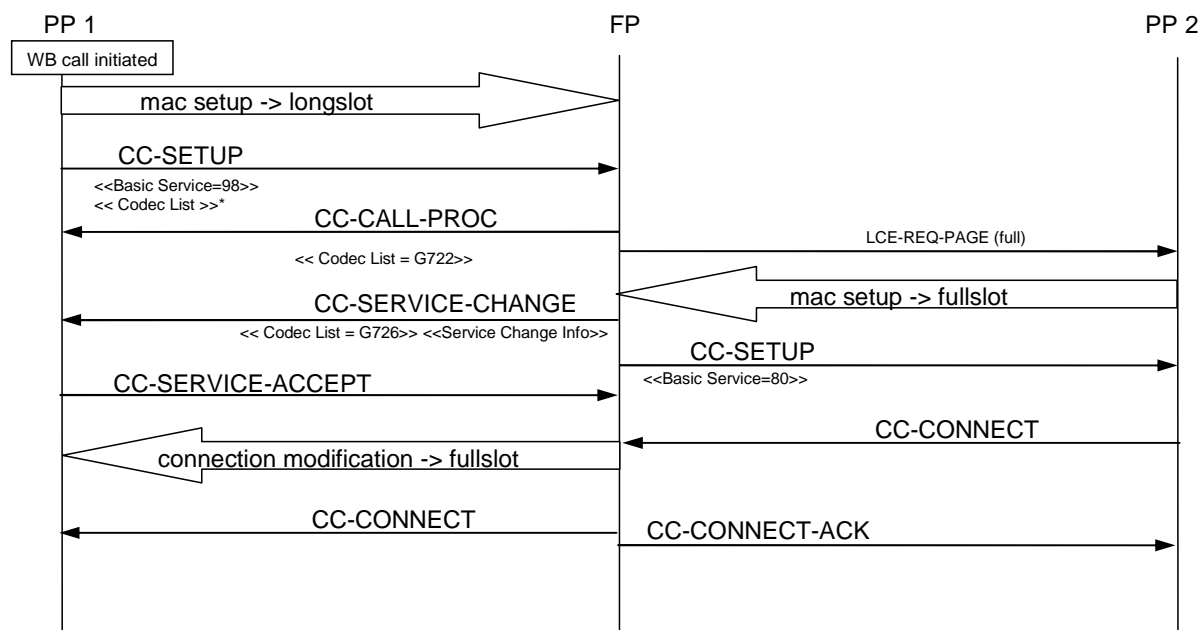 PP 1
FP
PP 2
WB call initiated
mac setup -> longslot
CC-SETUP
<<Basic Service=98>>
<< Codec List >>*
CC-CALL-PROC
LCE-REQ-PAGE (full)
<< Codec List = G722>>
mac setup -> fullslot
CC-SERVICE-CHANGE
<< Codec List = G726>> <<Service Change Info>>
CC-SETUP
<<Basic Service=80>>
CC-SERVICE-ACCEPT
CC-CONNECT
connection modification -> fullslot
CC-CONNECT
CC-CONNECT-ACK